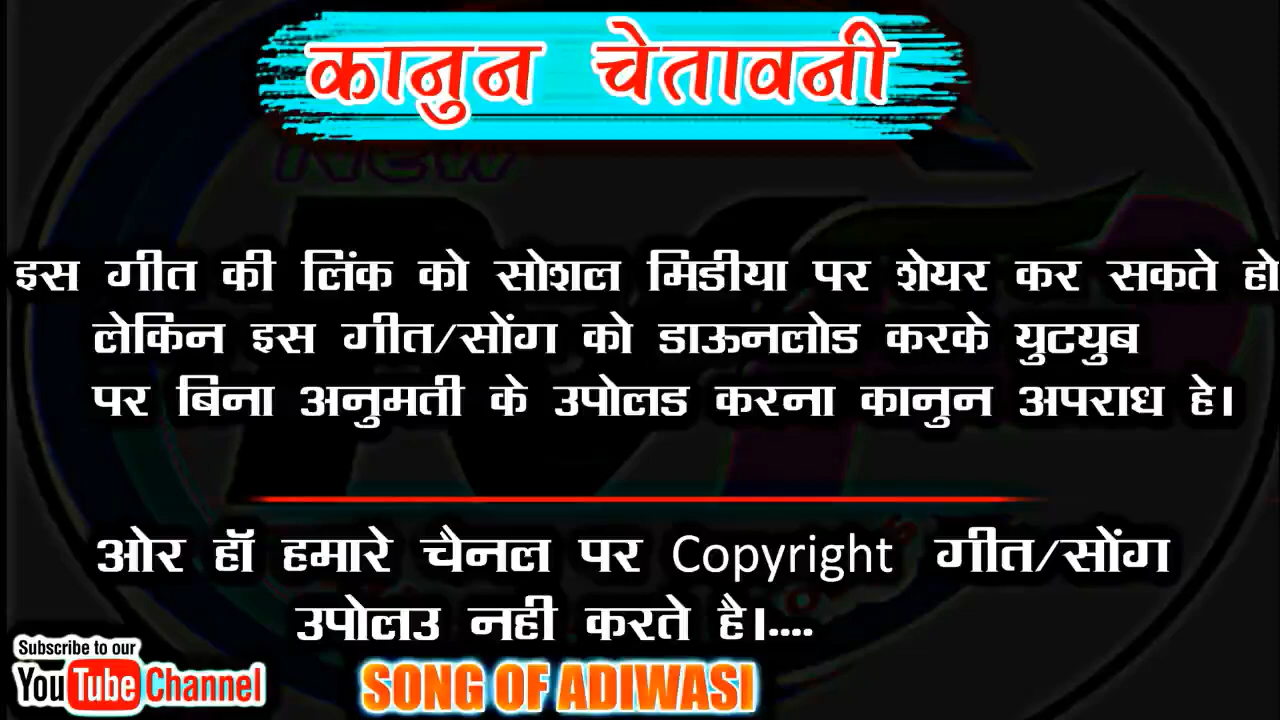 कानुन चेतावनी
New
इस गीत की लिंक को सोशल मिडीया पर शेयर कर सकते हो
लेकिन इस गीत/सोंग को डाऊनलोड करके युटयुब
पर बिना अनुमती के उपोलड करना कानुन अपराध हे।
ओर हॉ हमारे चैनल पर Copyright गीत/सोंग
उपोलउ नही करते है।....
Subscribe to our
YouTube Channel
SONG OF ADIWASI